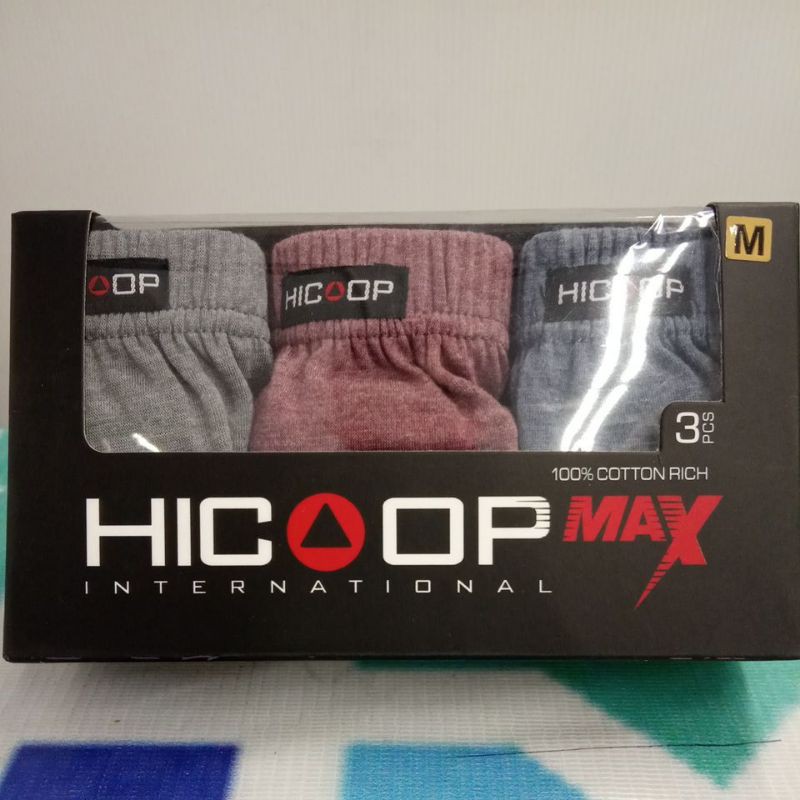 M
OP
HICOOP
HICOOP
3 PCS
100% COTTON RICH
HICOOP MAX
INTERNATIONAL